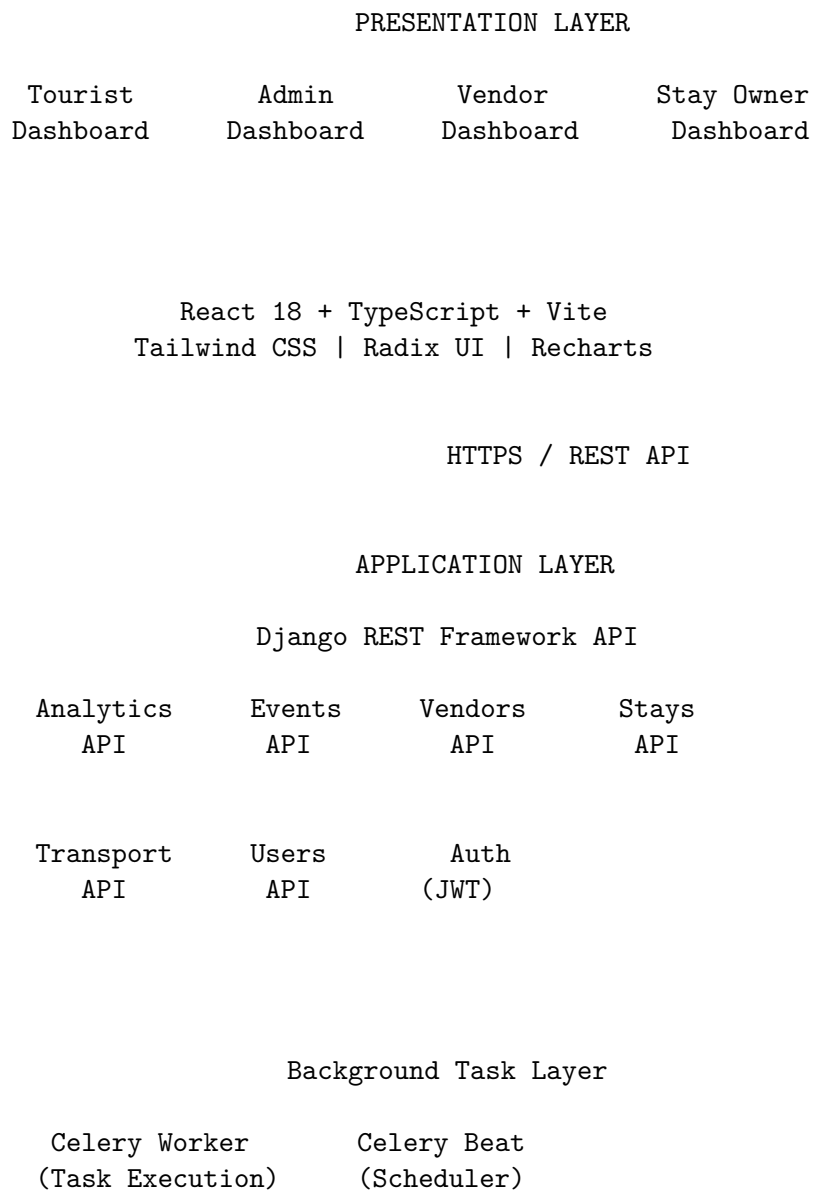 PRESENTATION LAYER
Tourist Admin Vendor Stay Owner
Dashboard Dashboard Dashboard Dashboard
React 18 + TypeScript + Vite
Tailwind CSS | Radix UI | Recharts
HTTPS / REST API
APPLICATION LAYER
Django REST Framework API
Analytics Events Vendors Stays
API API API API
Transport Users Auth
API API (JWT)
Background Task Layer
Celery Worker Celery Beat
(Task Execution) (Scheduler)